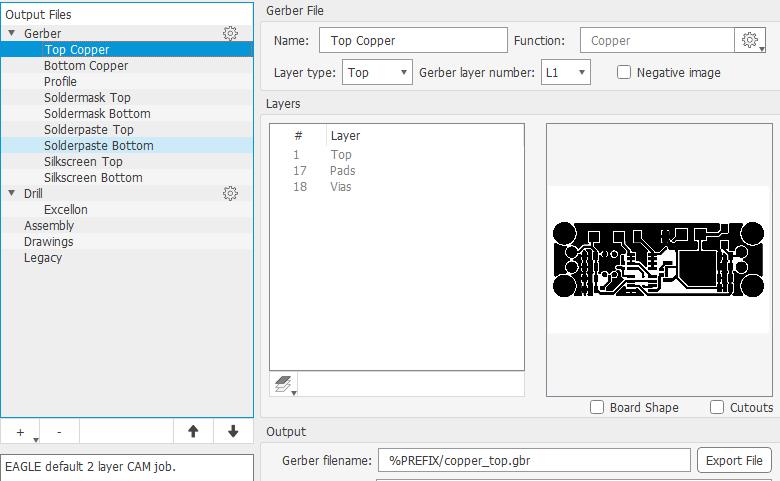 Output Files
Gerber
Top Copper
Bottom Copper
Profile
Soldermask Top
Soldermask Bottom
Solderpaste Top
Solderpaste Bottom
Silkscreen Top
Silkscreen Bottom
Drill
Excellon
Assembly
Drawings
Legacy
+ -
EAGLE default 2 layer CAM job.
Gerber File
Name: Top Copper Function: Copper
Layer type: Top Gerber layer number: L1 Negative image
Layers
# Layer
1 Top
17 Pads
18 Vias
Board Shape Cutouts
Output
Gerber filename: %PREFIX/copper_top.gbr Export File